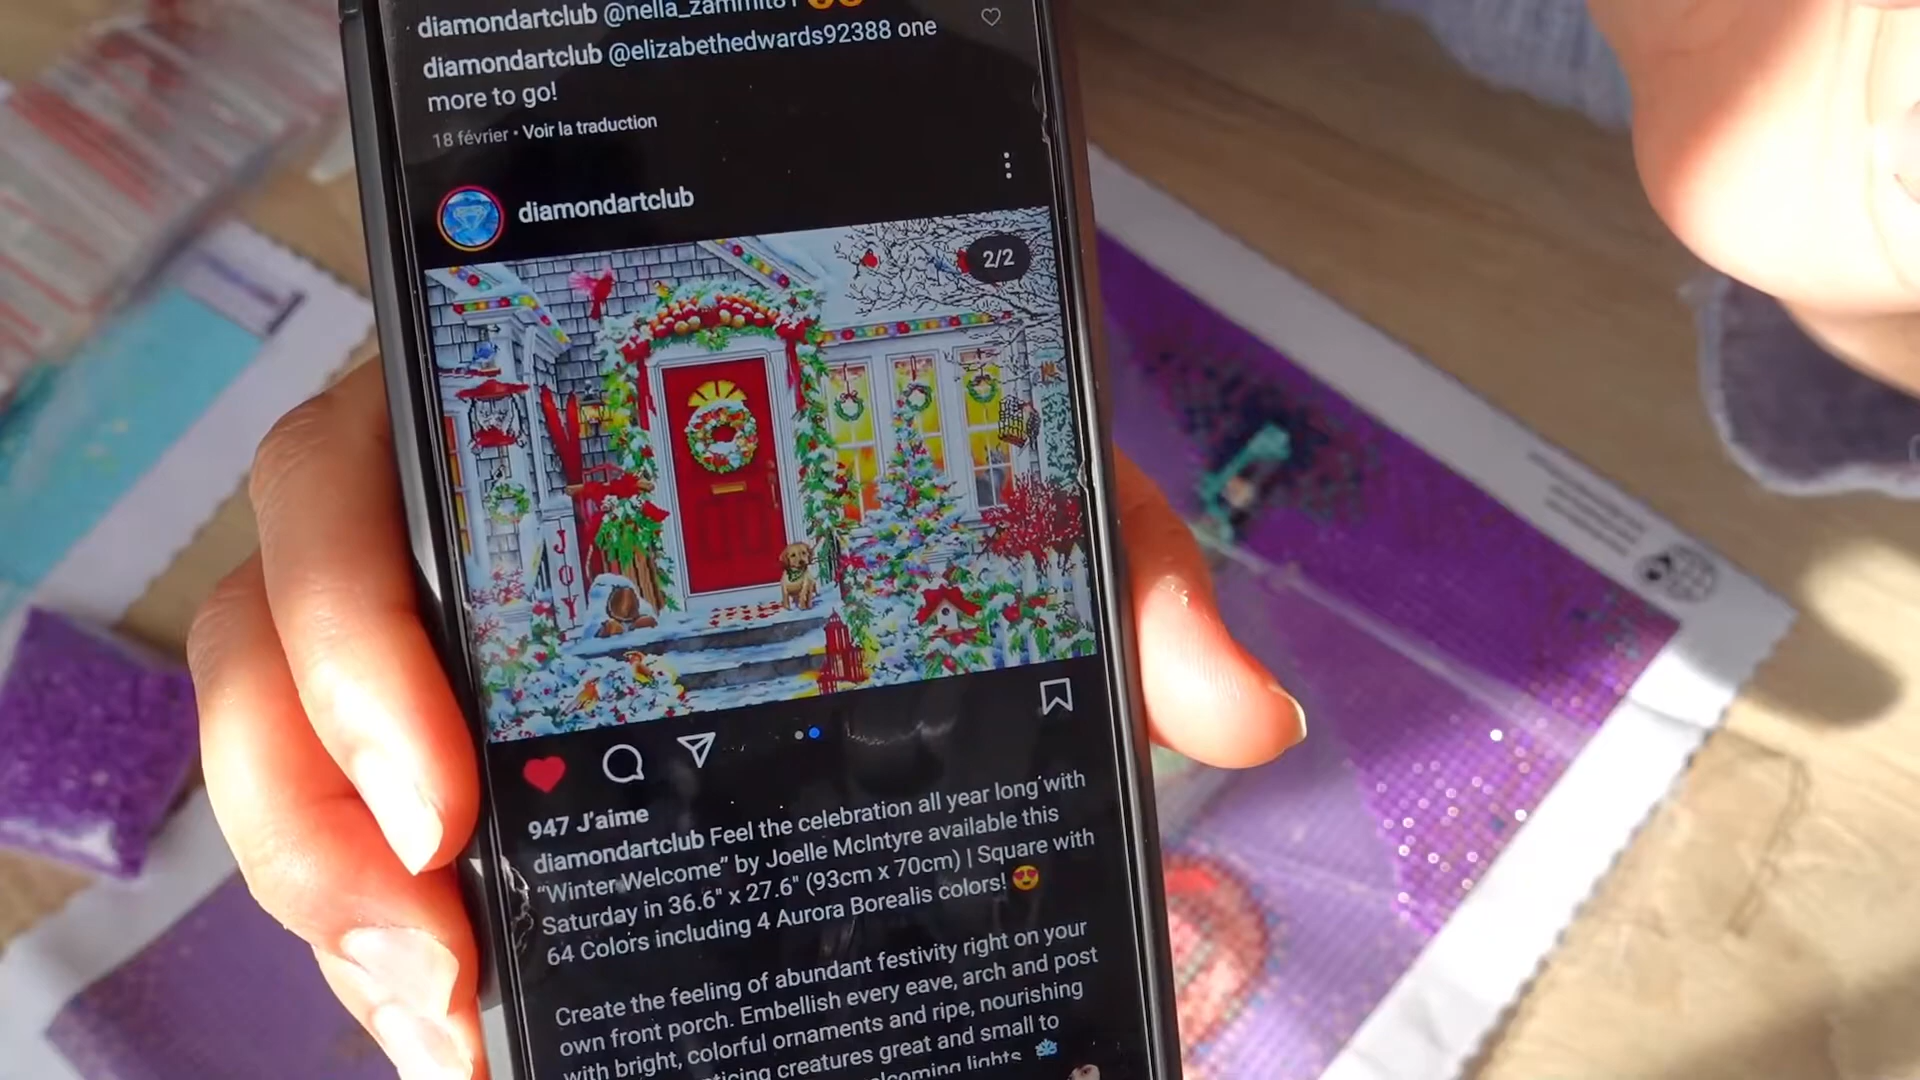 diamondartclub @nella_zammit81
diamondartclub @elizabethedwards92388 one
more to go!
18 février • Voir la traduction
diamondartclub
2/2
JOY
947 J'aime
diamondartclub Feel the celebration all year long with
“Winter Welcome” by Joelle McIntyre available this
Saturday in 36.6" x 27.6" (93cm x 70cm) | Square with
64 Colors including 4 Aurora Borealis colors! 😍
Create the feeling of abundant festivity right on your
own front porch. Embellish every eave, arch and post
with bright, colorful ornaments and ripe, nourishing
creatures great and small to
lights